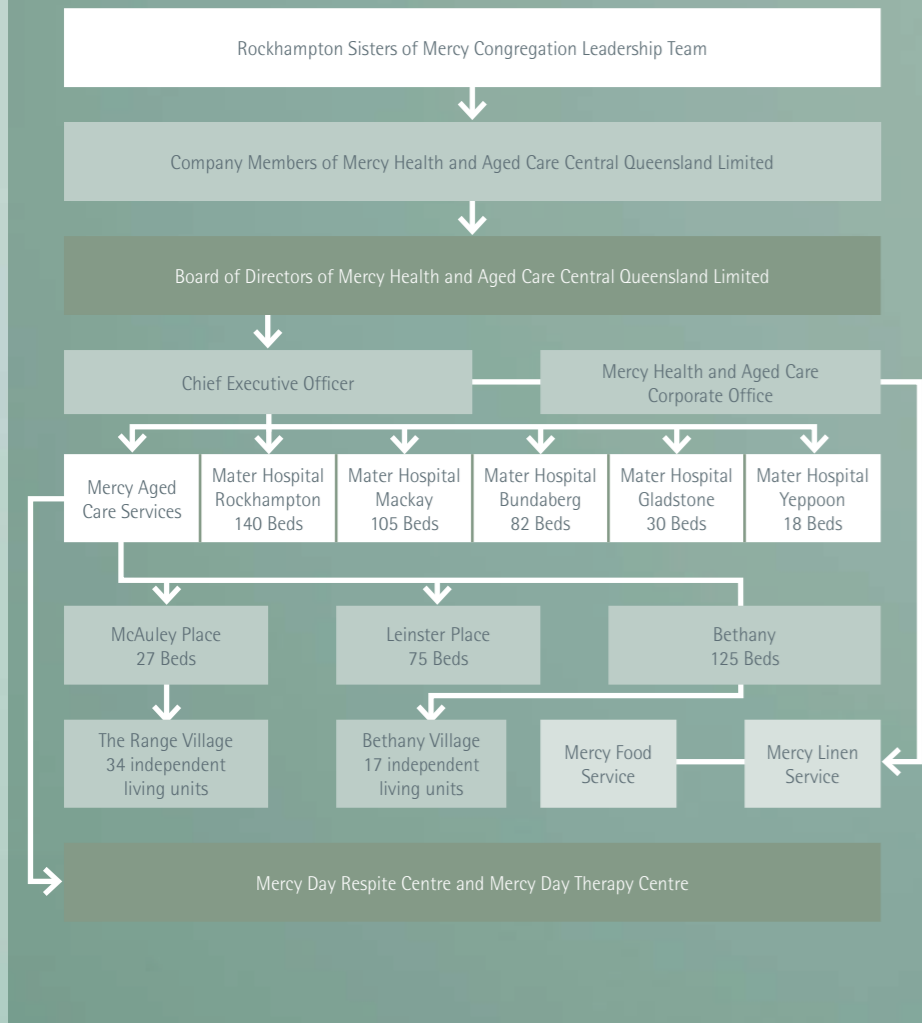 Rockhampton Sisters of Mercy Congregation Leadership Team
Company Members of Mercy Health and Aged Care Central Queensland Limited
Board of Directors of Mercy Health and Aged Care Central Queensland Limited
Chief Executive Officer
Mercy Health and Aged Care
Corporate Office
Mercy Aged
Care Services
Mater Hospital
Rockhampton
140 Beds
Mater Hospital
Mackay
105 Beds
Mater Hospital
Bundaberg
82 Beds
Mater Hospital
Gladstone
30 Beds
Mater Hospital
Yeppoon
18 Beds
McAuley Place
27 Beds
Leinster Place
75 Beds
Bethany
125 Beds
The Range Village
34 independent
living units
Bethany Village
17 independent
living units
Mercy Food
Service
Mercy Linen
Service
Mercy Day Respite Centre and Mercy Day Therapy Centre